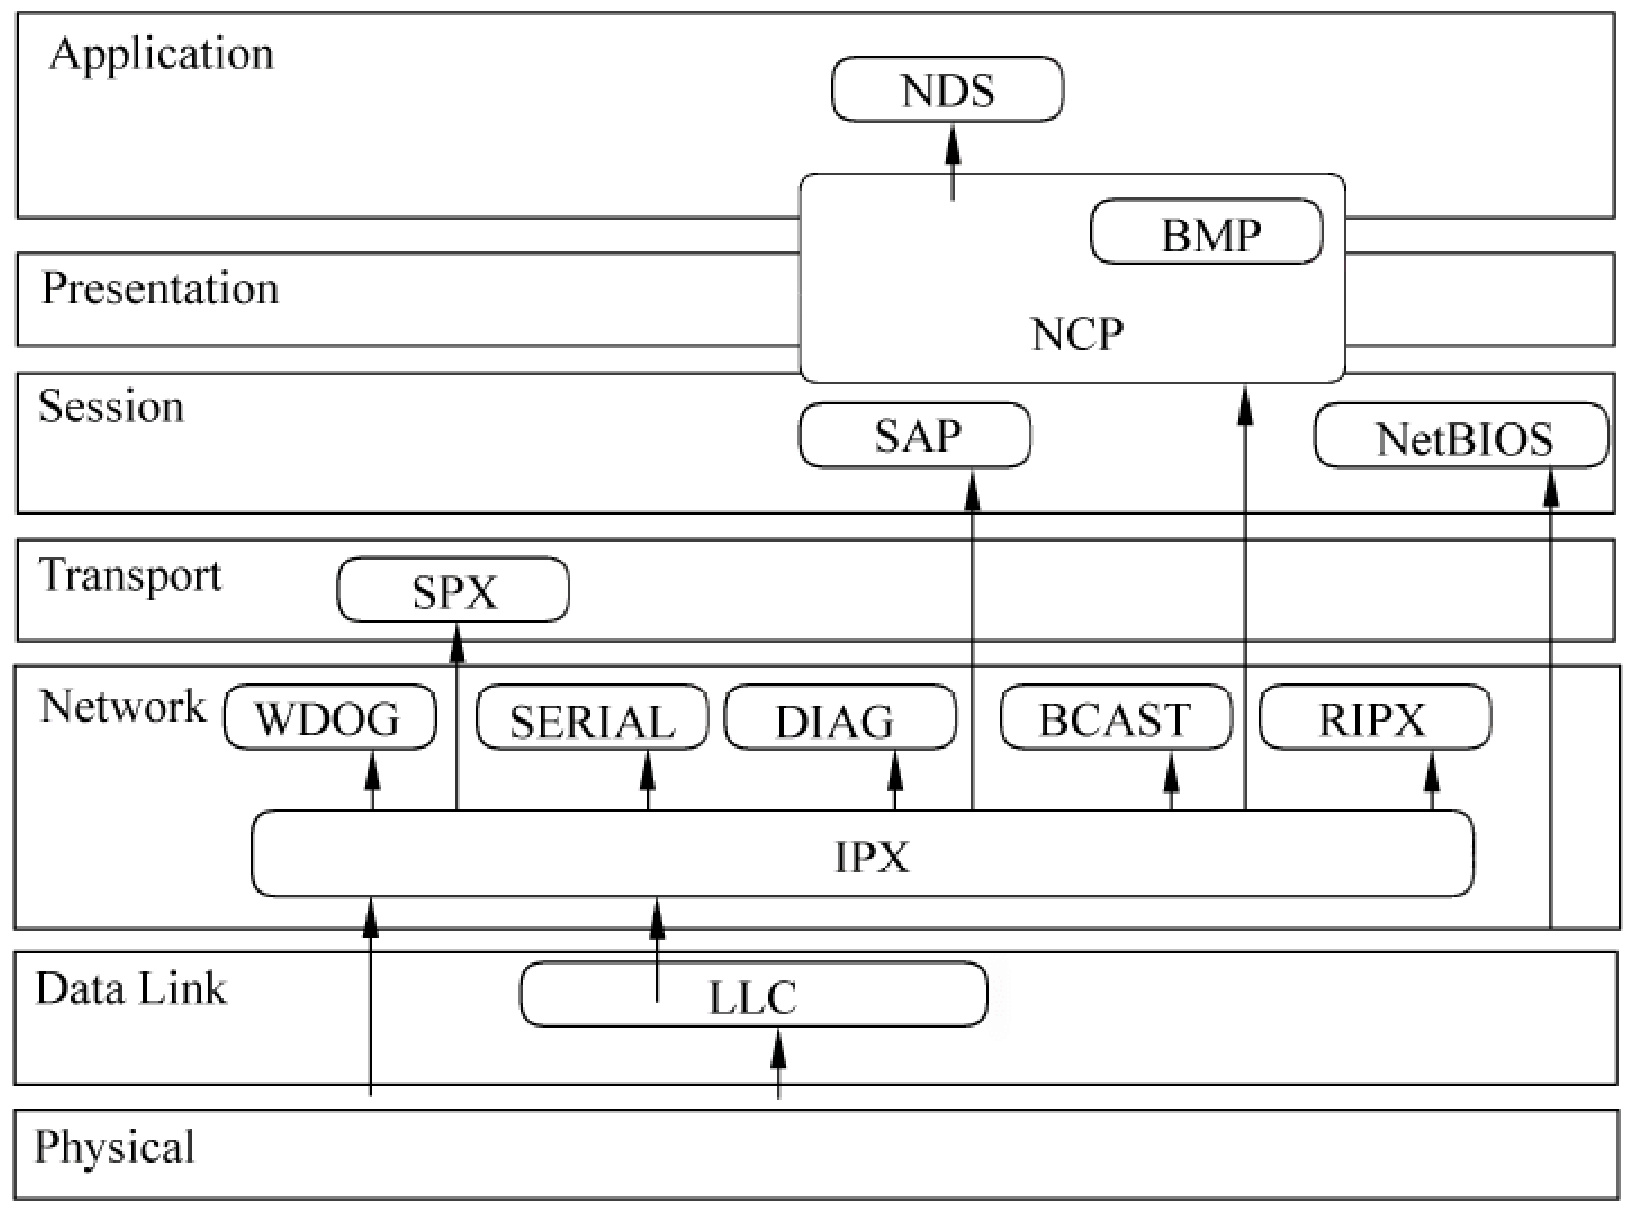 Application
NDS
BMP
Presentation
NCP
Session
SAP
NetBIOS
Transport
SPX
Network
WDOG
SERIAL
DIAG
BCAST
RIPX
IPX
Data Link
LLC
Physical